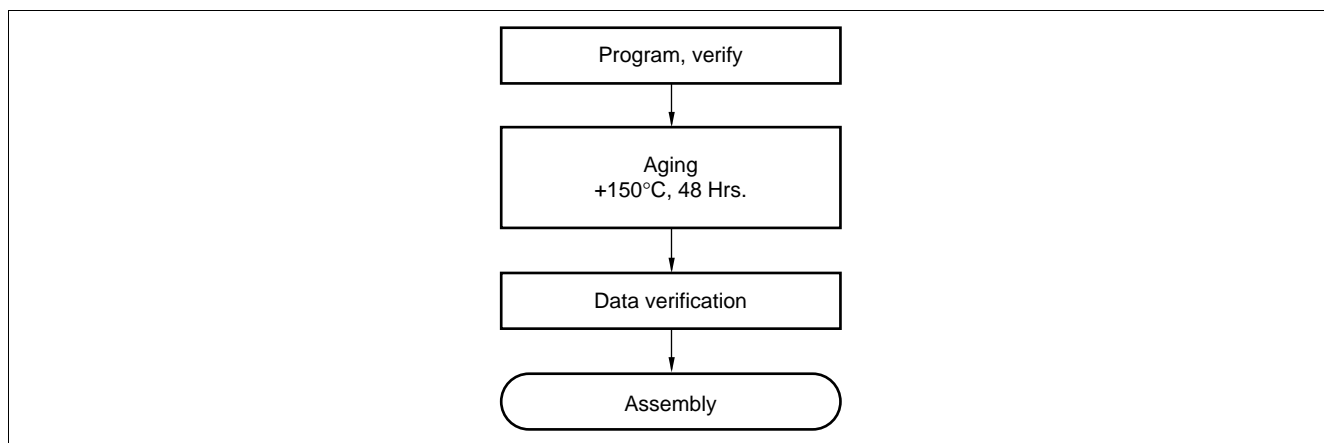 Program, verify
Aging
+150°C, 48 Hrs.
Data verification
Assembly